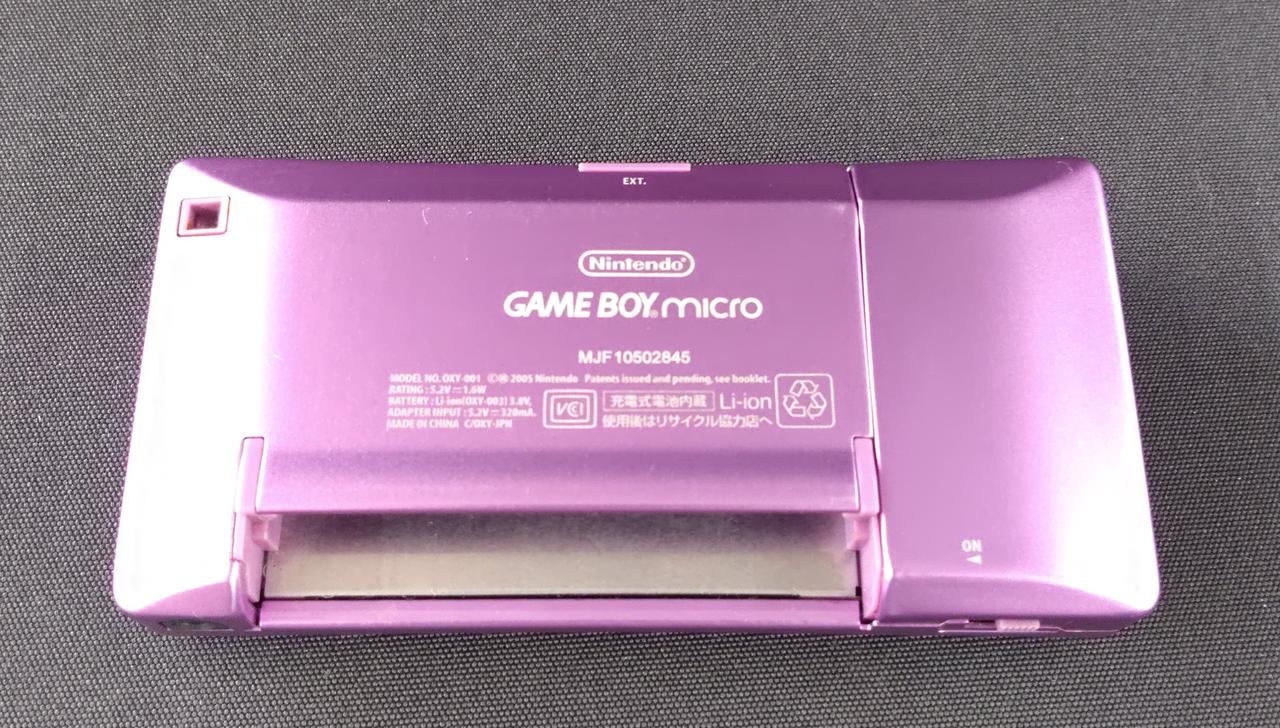 EXT.
Nintendo®
GAME BOY® micro
MJF10502845
MODEL NO. OXY-001 ©Ⓜ 2005 Nintendo Patents issued and pending, see booklet.
RATING : 5.2V⎓1.6W
BATTERY : Li-ion(OXY-003) 3.8V,
ADAPTER INPUT : 5.2V⎓320mA.
MADE IN CHINA C/OXY-JPN
VCI
充電式電池内蔵 Li-ion
使用後はリサイクル協力店へ
ON